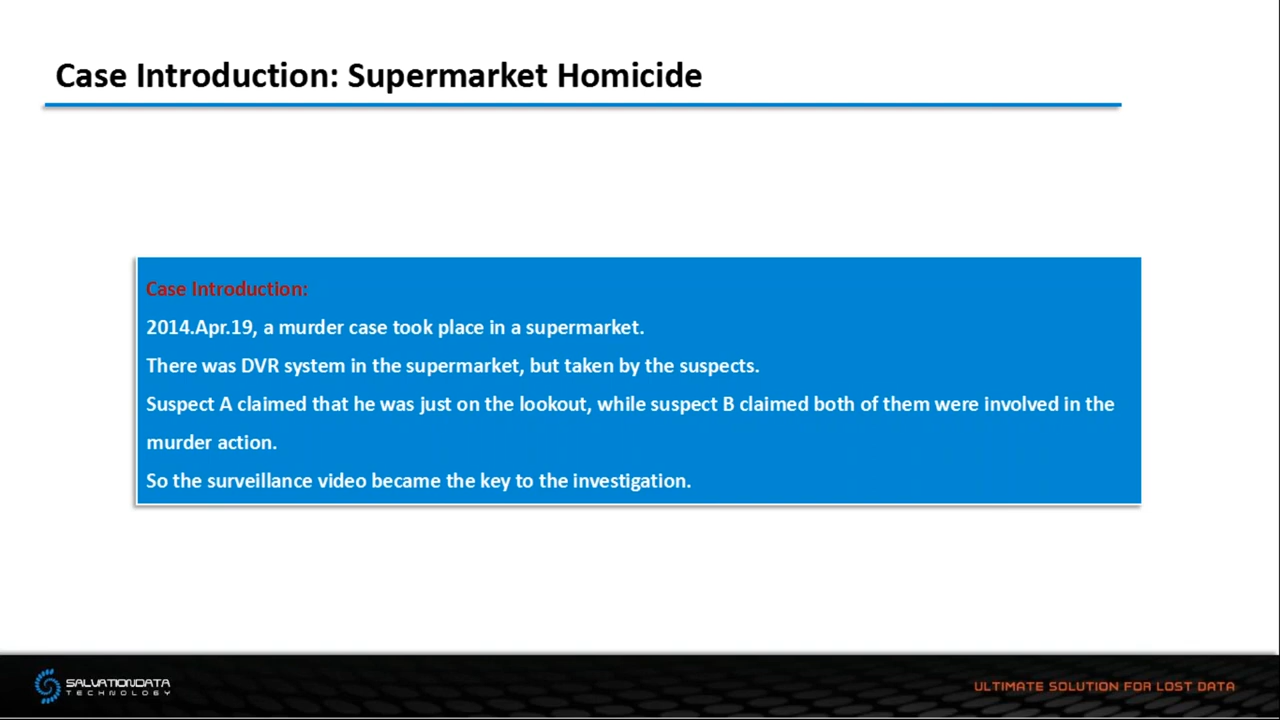 Case Introduction: Supermarket Homicide
Case Introduction:
2014.Apr.19, a murder case took place in a supermarket.
There was DVR system in the supermarket, but taken by the suspects.
Suspect A claimed that he was just on the lookout, while suspect B claimed both of them were involved in the
murder action.
So the surveillance video became the key to the investigation.
SALVATIONDATA
TECHNOLOGY
ULTIMATE SOLUTION FOR LOST DATA